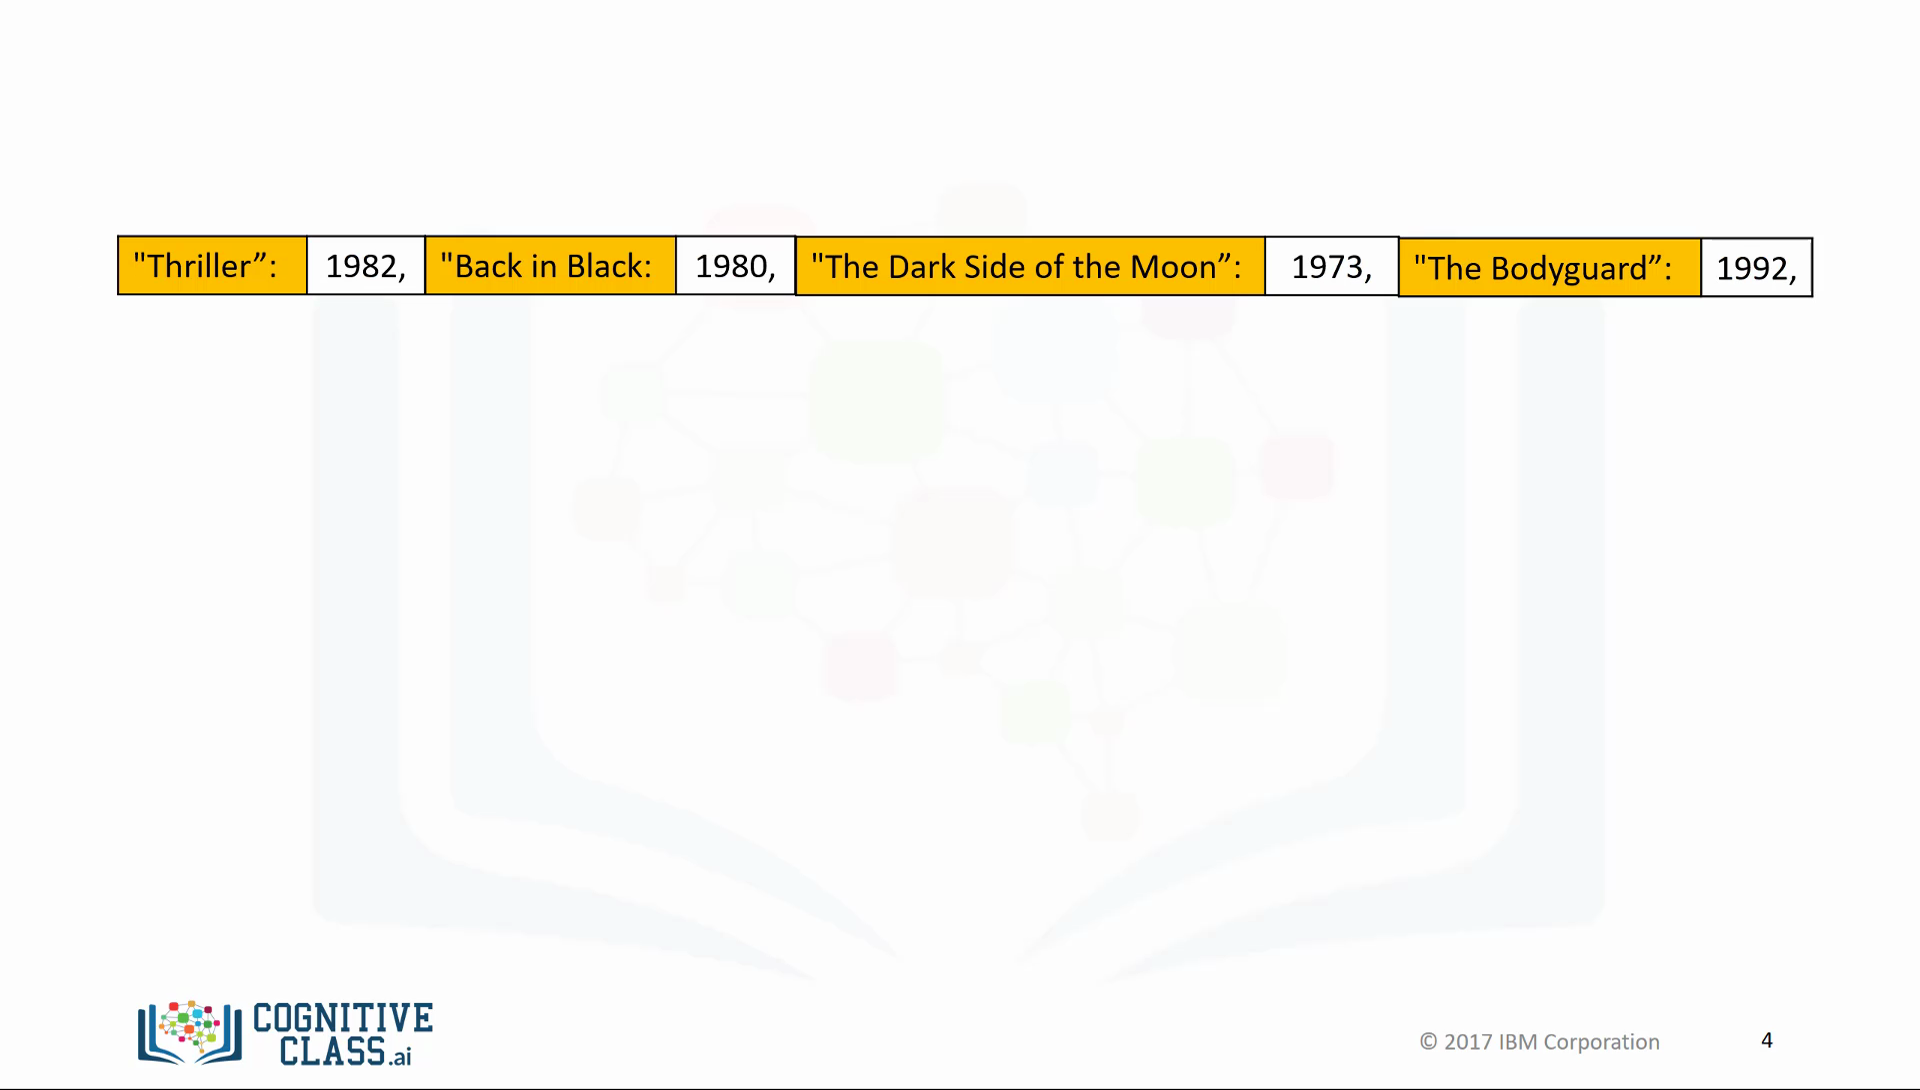 "Thriller”: 1982, "Back in Black: 1980, "The Dark Side of the Moon”: 1973, "The Bodyguard”: 1992,
COGNITIVE
CLASS.ai
© 2017 IBM Corporation 4